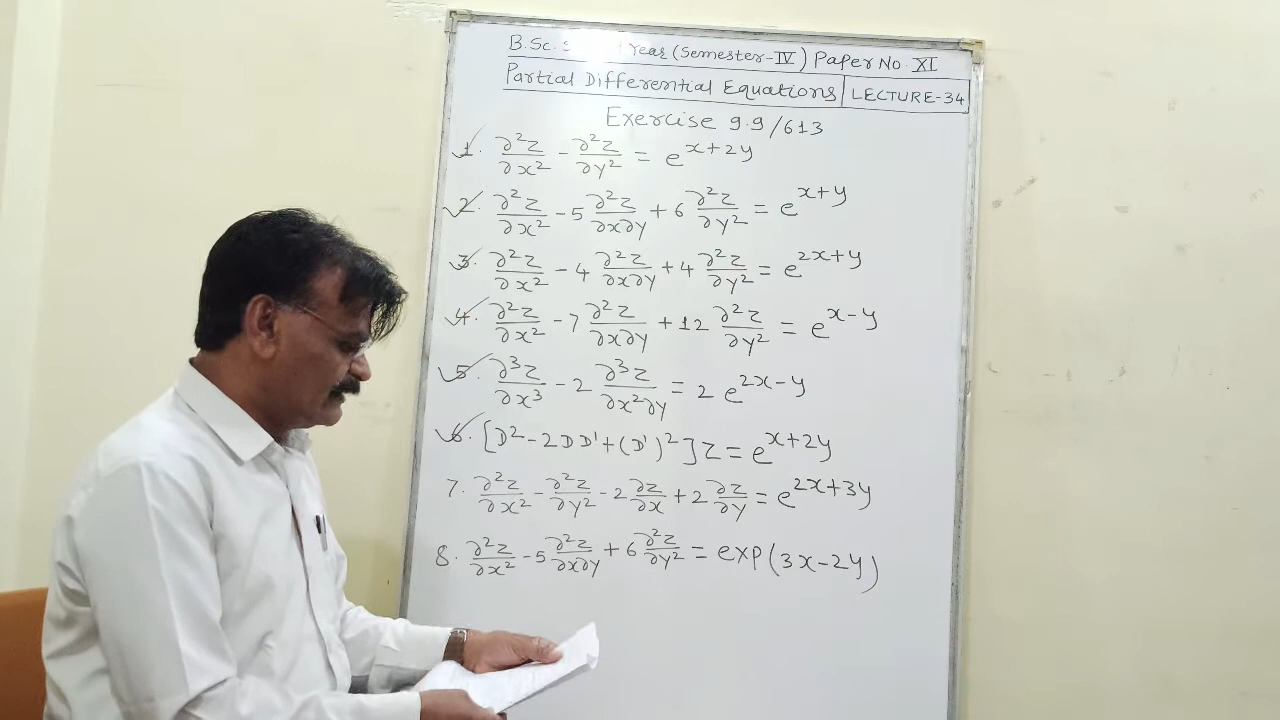 B.Sc. Year (Semester-IV) Paper No. XI
Partial Differential Equations LECTURE-34
Exercise 9.9/613
1. ∂²z/∂x² - ∂²z/∂y² = e^(x+2y)
2. ∂²z/∂x² - 5 ∂²z/∂x∂y + 6 ∂²z/∂y² = e^(x+y)
3. ∂²z/∂x² - 4 ∂²z/∂x∂y + 4 ∂²z/∂y² = e^(2x+y)
4. ∂²z/∂x² - 7 ∂²z/∂x∂y + 12 ∂²z/∂y² = e^(x-y)
5. ∂³z/∂x³ - 2 ∂³z/∂x²∂y = 2 e^(2x-y)
6. [D² - 2DD' + (D')²] z = e^(x+2y)
7. ∂²z/∂x² - ∂²z/∂y² - 2 ∂z/∂x + 2 ∂z/∂y = e^(2x+3y)
8. ∂²z/∂x² - 5 ∂²z/∂x∂y + 6 ∂²z/∂y² = exp(3x-2y)